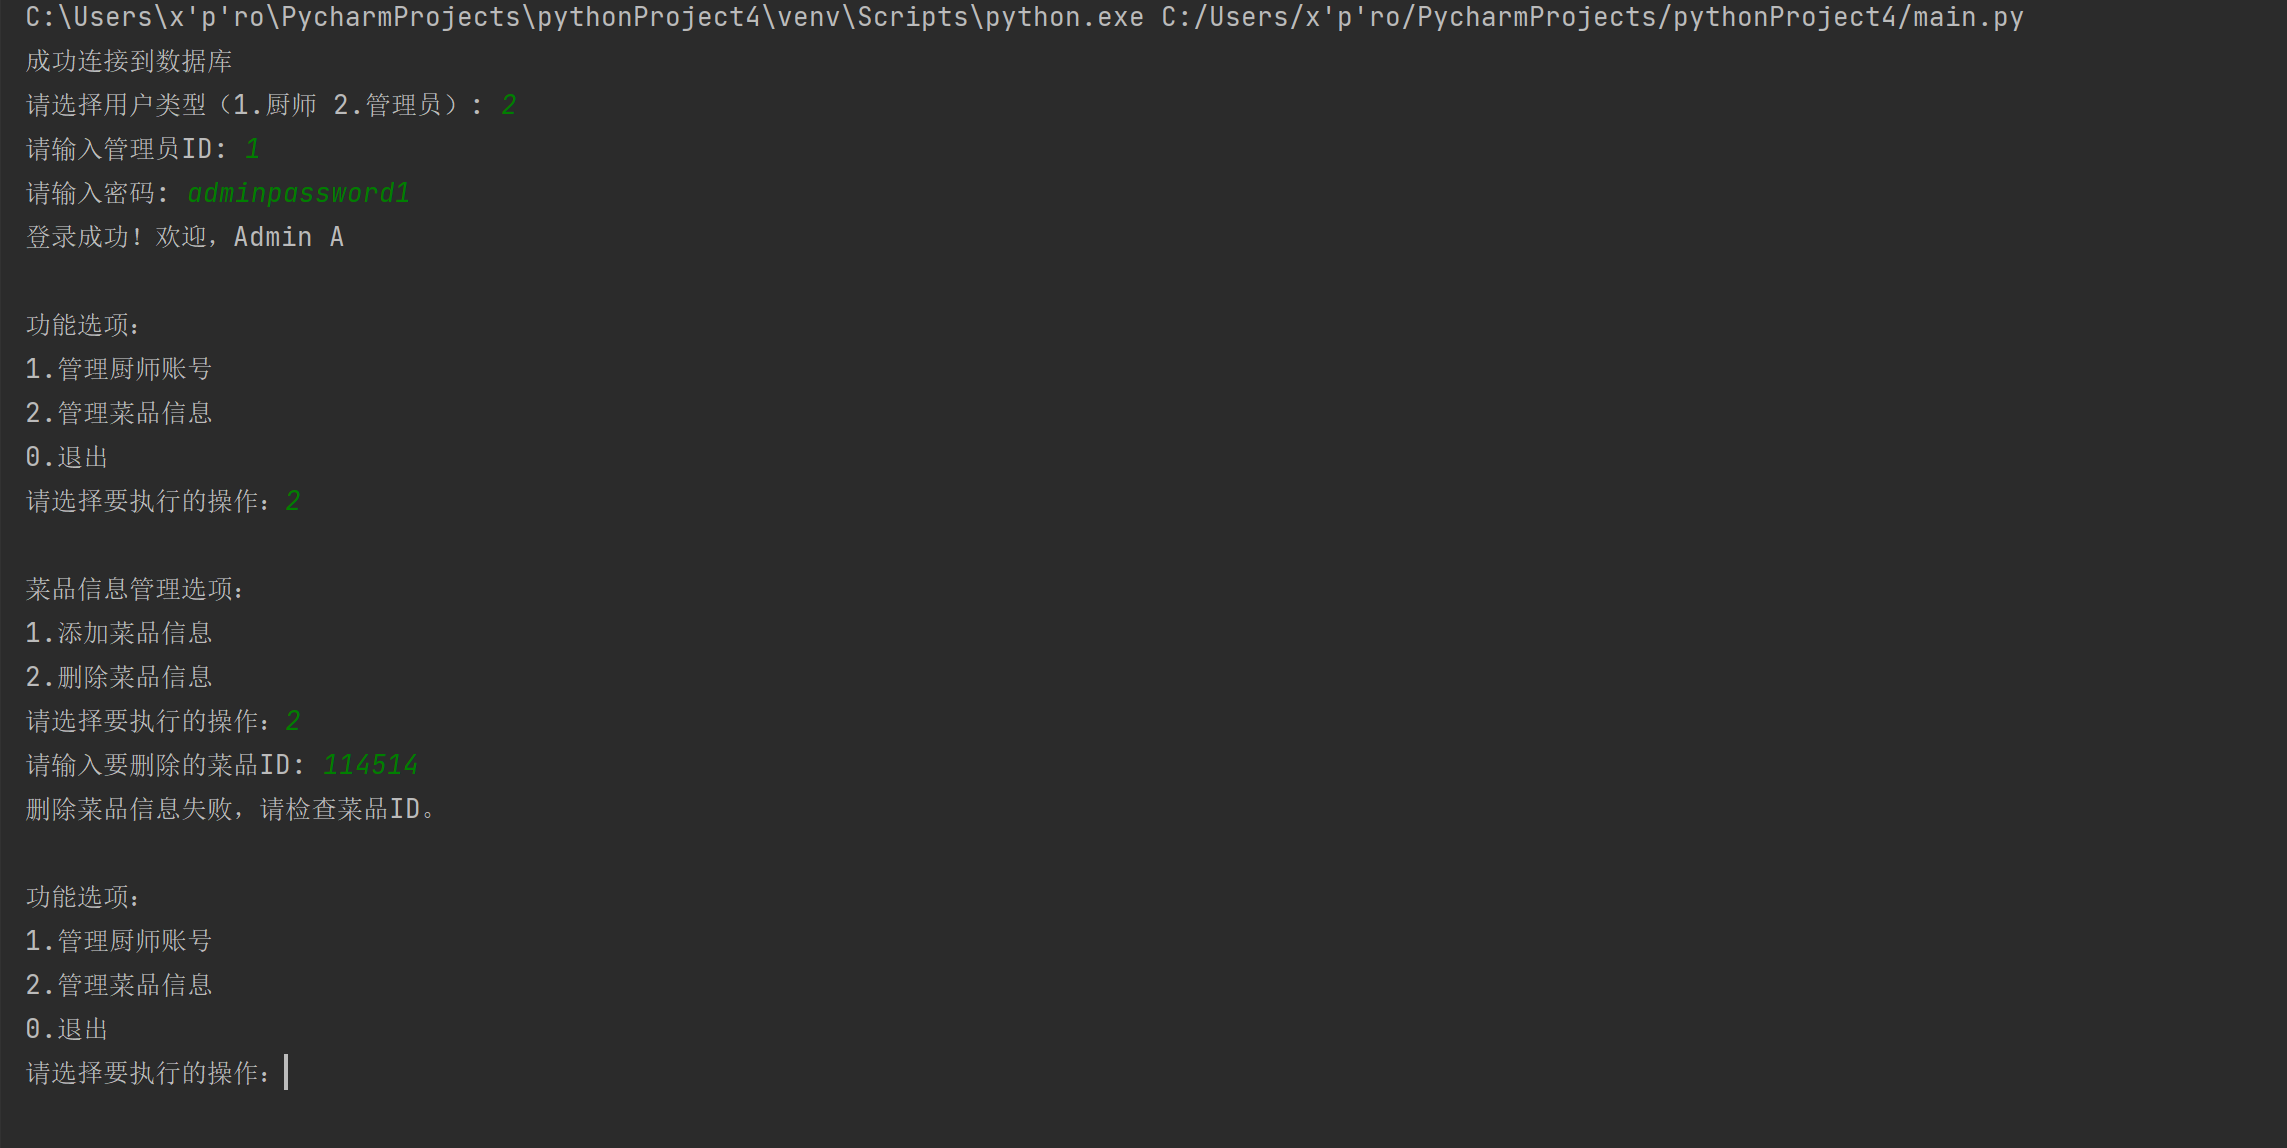 C:\Users\x'p'ro\PycharmProjects\pythonProject4\venv\Scripts\python.exe C:/Users/x'p'ro/PycharmProjects/pythonProject4/main.py
成功连接到数据库
请选择用户类型（1.厨师 2.管理员）: 2
请输入管理员ID: 1
请输入密码: adminpassword1
登录成功！欢迎，Admin A
功能选项：
1.管理厨师账号
2.管理菜品信息
0.退出
请选择要执行的操作：2
菜品信息管理选项：
1.添加菜品信息
2.删除菜品信息
请选择要执行的操作：2
请输入要删除的菜品ID: 114514
删除菜品信息失败，请检查菜品ID。
功能选项：
1.管理厨师账号
2.管理菜品信息
0.退出
请选择要执行的操作：